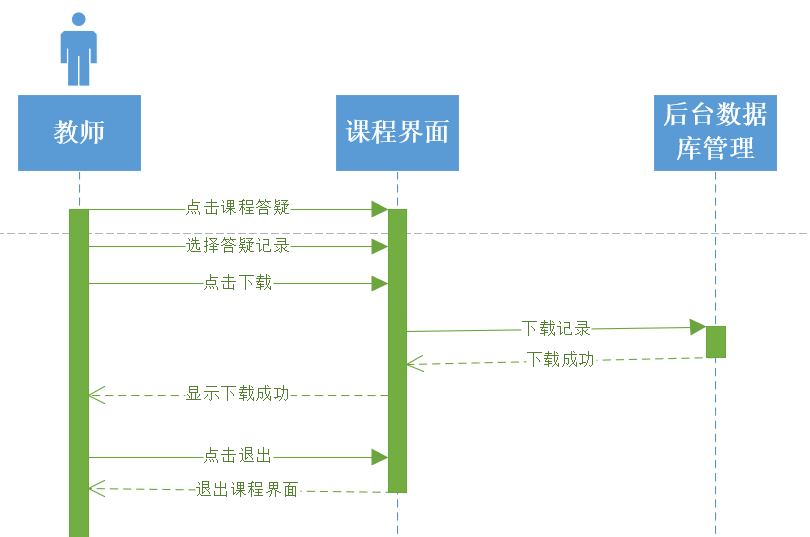 教师
课程界面
后台数据
库管理
点击课程答疑
选择答疑记录
点击下载
下载记录
下载成功
显示下载成功
点击退出
退出课程界面